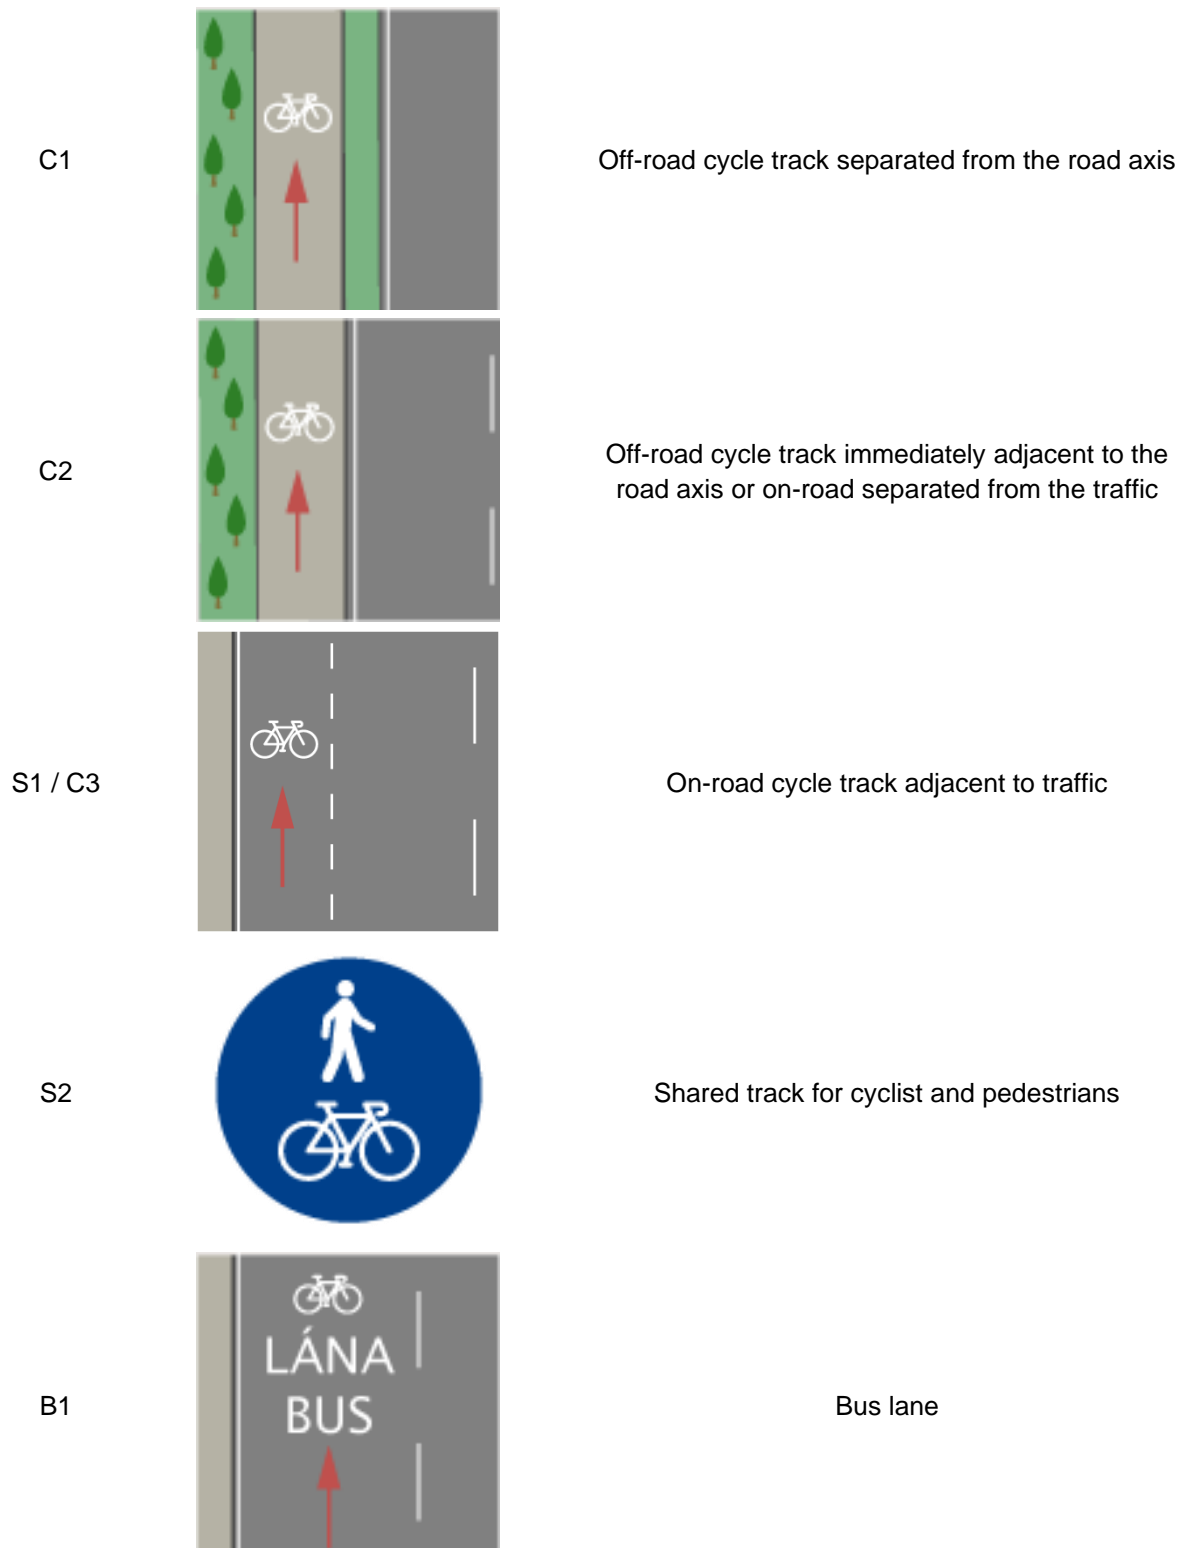 C1
Off-road cycle track separated from the road axis
C2
Off-road cycle track immediately adjacent to the
road axis or on-road separated from the traffic
S1 / C3
On-road cycle track adjacent to traffic
S2
Shared track for cyclist and pedestrians
B1
LÁNA
BUS
Bus lane